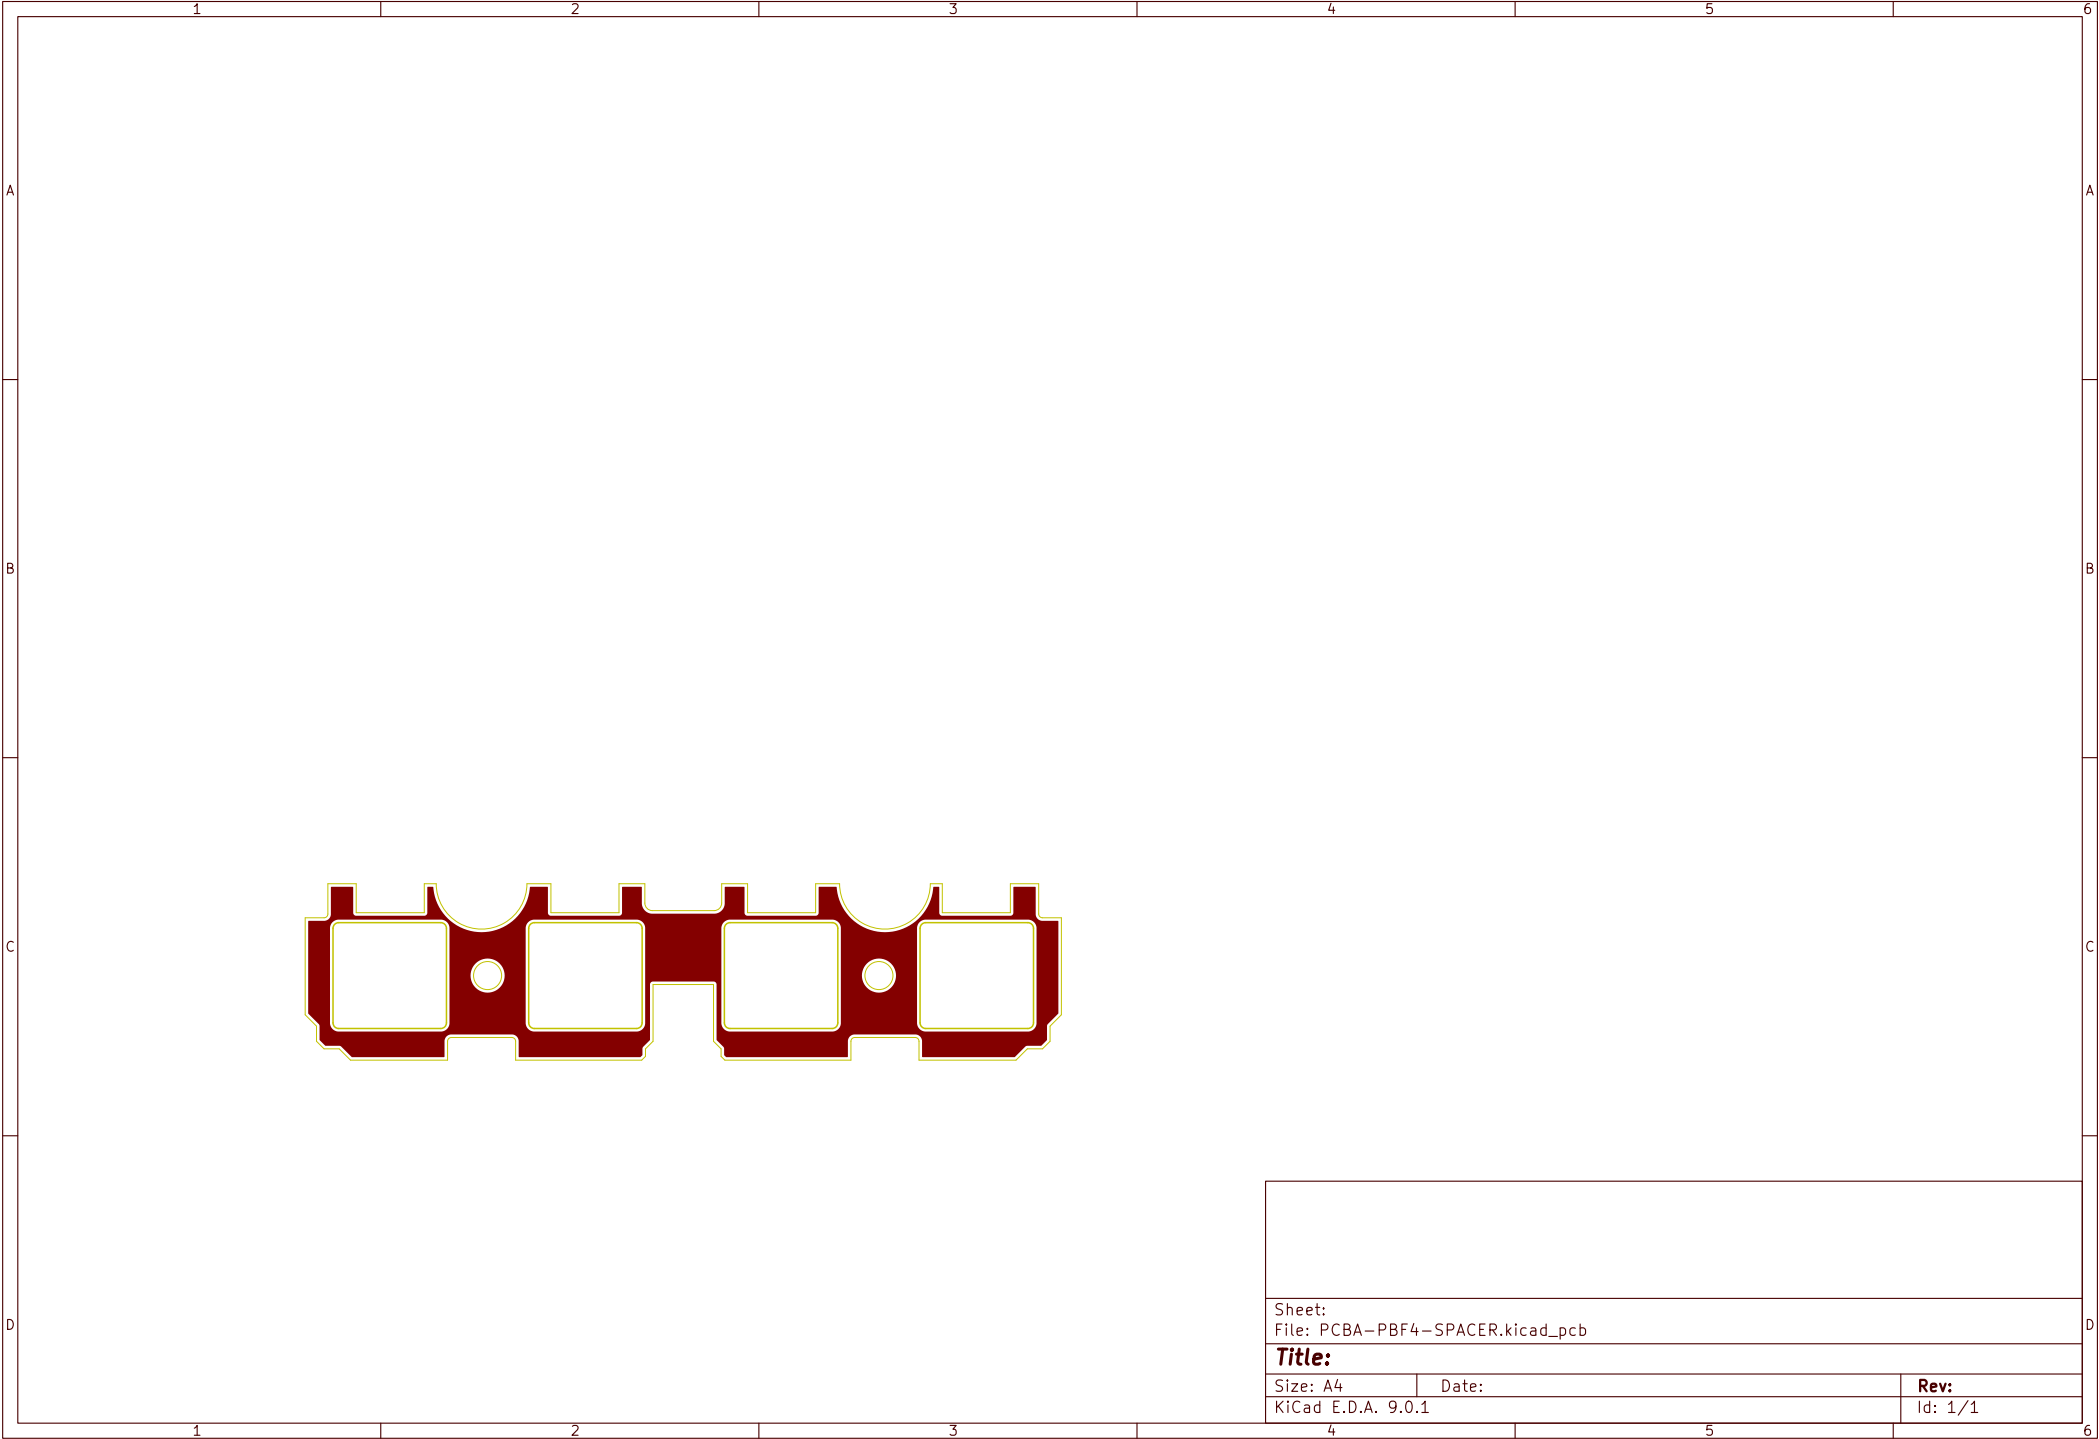 1 2 3 4 5 6
A A
B B
C C
D D
Sheet:
File: PCBA-PBF4-SPACER.kicad_pcb
Title:
Size: A4 Date: Rev:
KiCad E.D.A. 9.0.1 Id: 1/1
1 2 3 4 5 6